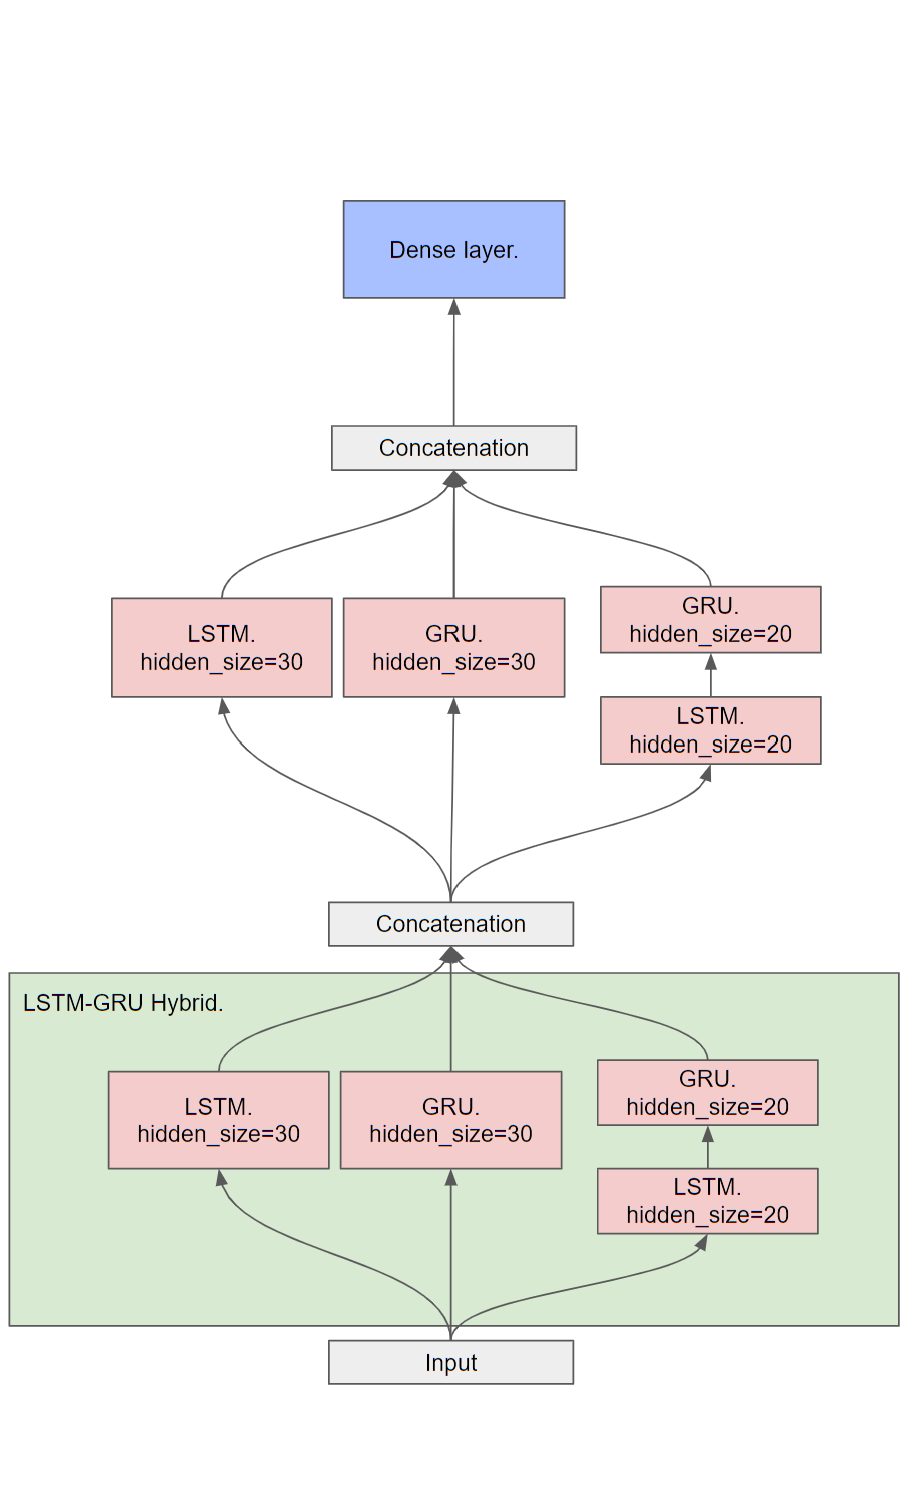 Dense layer.
Concatenation
LSTM.
hidden_size=30
GRU.
hidden_size=30
GRU.
hidden_size=20
LSTM.
hidden_size=20
Concatenation
LSTM-GRU Hybrid.
LSTM.
hidden_size=30
GRU.
hidden_size=30
GRU.
hidden_size=20
LSTM.
hidden_size=20
Input